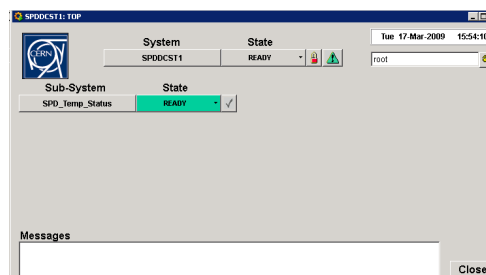 SPDDCST1: TOP
CERN
System State
SPDDCST1 READY
Tue 17-Mar-2009 15:54:10
root
Sub-System State
SPD_Temp_Status READY
Messages
Close